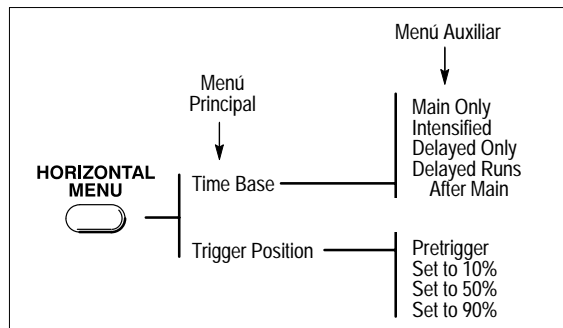 Menú Auxiliar
Menú
Principal
HORIZONTAL
MENU
Time Base
Main Only
Intensified
Delayed Only
Delayed Runs
After Main
Trigger Position
Pretrigger
Set to 10%
Set to 50%
Set to 90%